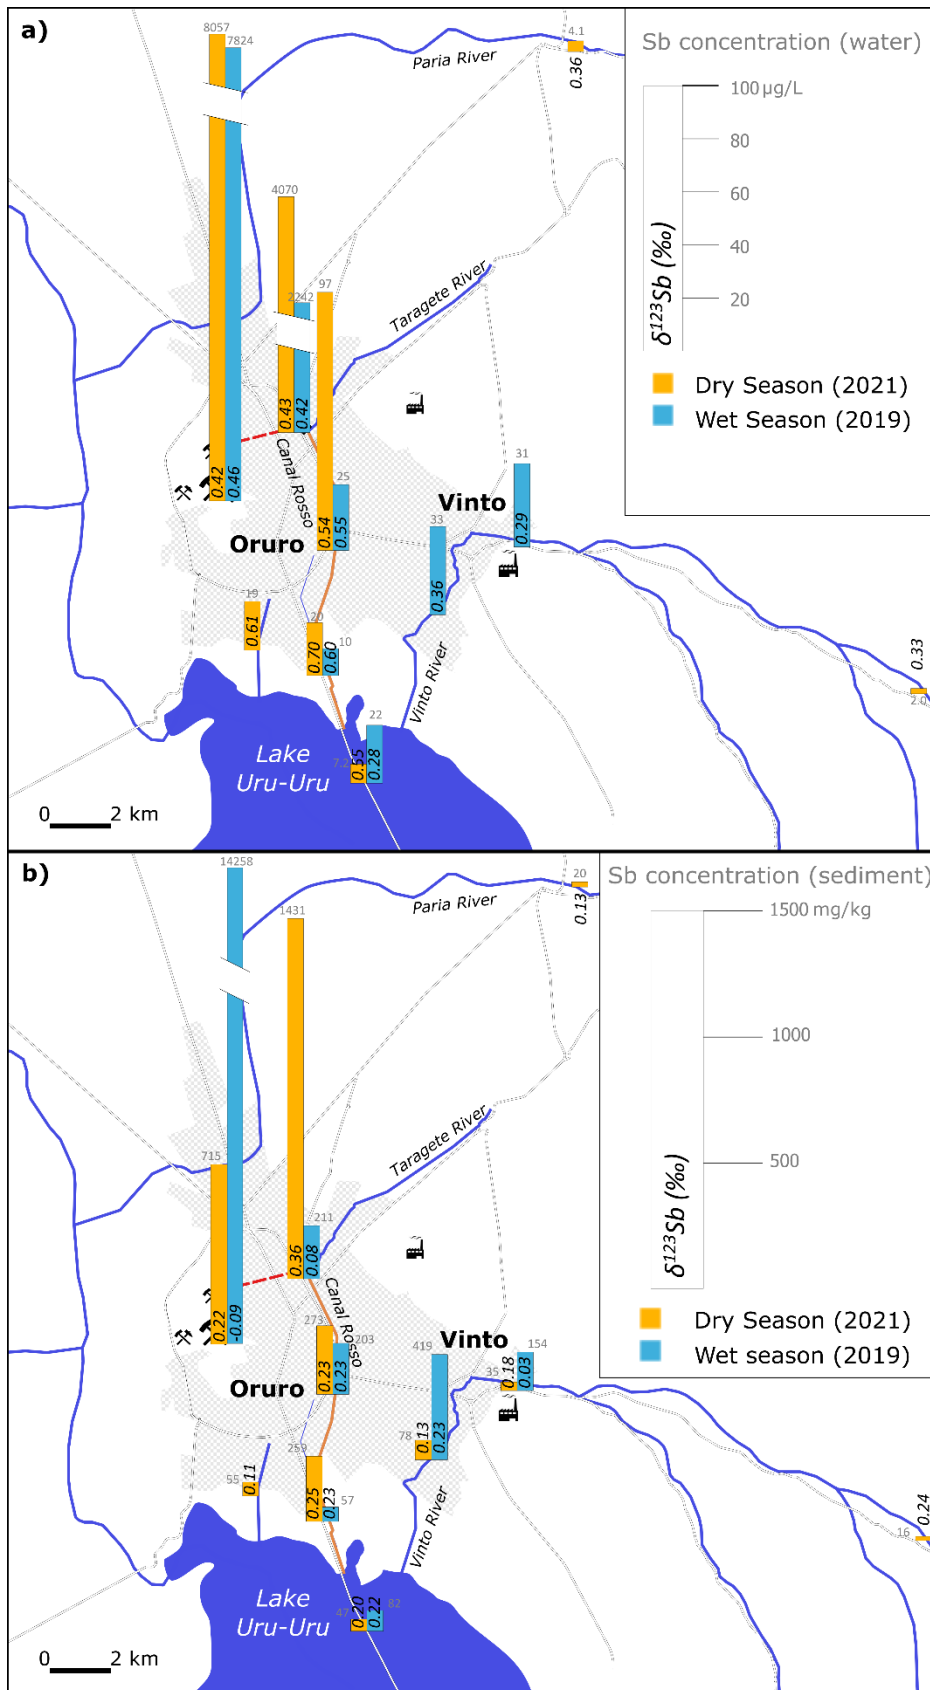 a)
8057
7824
4.1
Paria River
0.36
Sb concentration (water)
100 µg/L
80
60
40
20
δ¹²³Sb (‰)
Dry Season (2021)
Wet Season (2019)
4070
2242
97
Taragete River
0.42
0.46
0.43
0.42
Canal Rosso
25
0.54
0.55
Oruro
Vinto
31
0.29
33
0.36
19
0.61
20
10
0.70
0.60
Vinto River
0.33
2.0
22
7.2
0.55
0.28
Lake
Uru-Uru
0 2 km
b)
14258
20
Paria River
0.13
Sb concentration (sediment)
1500 mg/kg
1000
500
δ¹²³Sb (‰)
Dry Season (2021)
Wet season (2019)
1431
715
Taragete River
211
0.36
0.08
0.22
-0.09
Canal Rosso
273
203
0.23
0.23
Oruro
Vinto
419
154
35
0.18
0.03
78
0.13
0.23
55
0.11
259
57
0.25
0.23
Vinto River
0.24
16
47
82
0.20
0.22
Lake
Uru-Uru
0 2 km